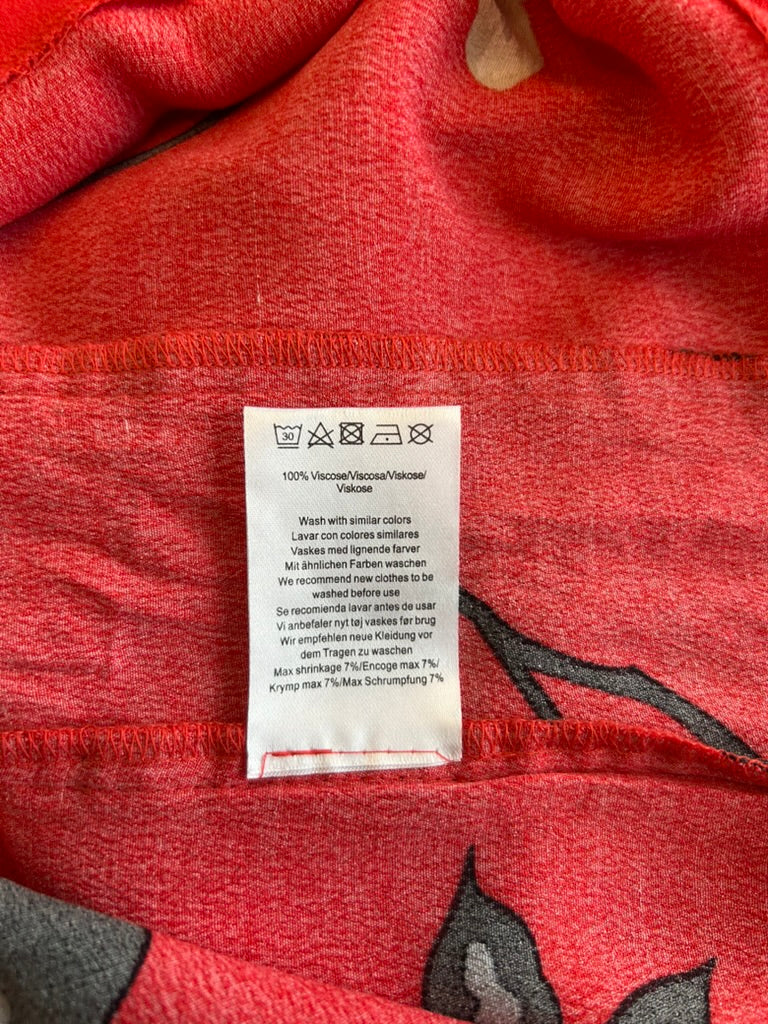 30
100% Viscose/Viscosa/Viskose/
Viskose
Wash with similar colors
Lavar con colores similares
Vaskes med lignende farver
Mit ähnlichen Farben waschen
We recommend new clothes to be
washed before use
Se recomienda lavar antes de usar
Vi anbefaler nyt tøj vaskes før brug
Wir empfehlen neue Kleidung vor
dem Tragen zu waschen
Max shrinkage 7%/Encoge max 7%/
Krymp max 7%/Max Schrumpfung 7%